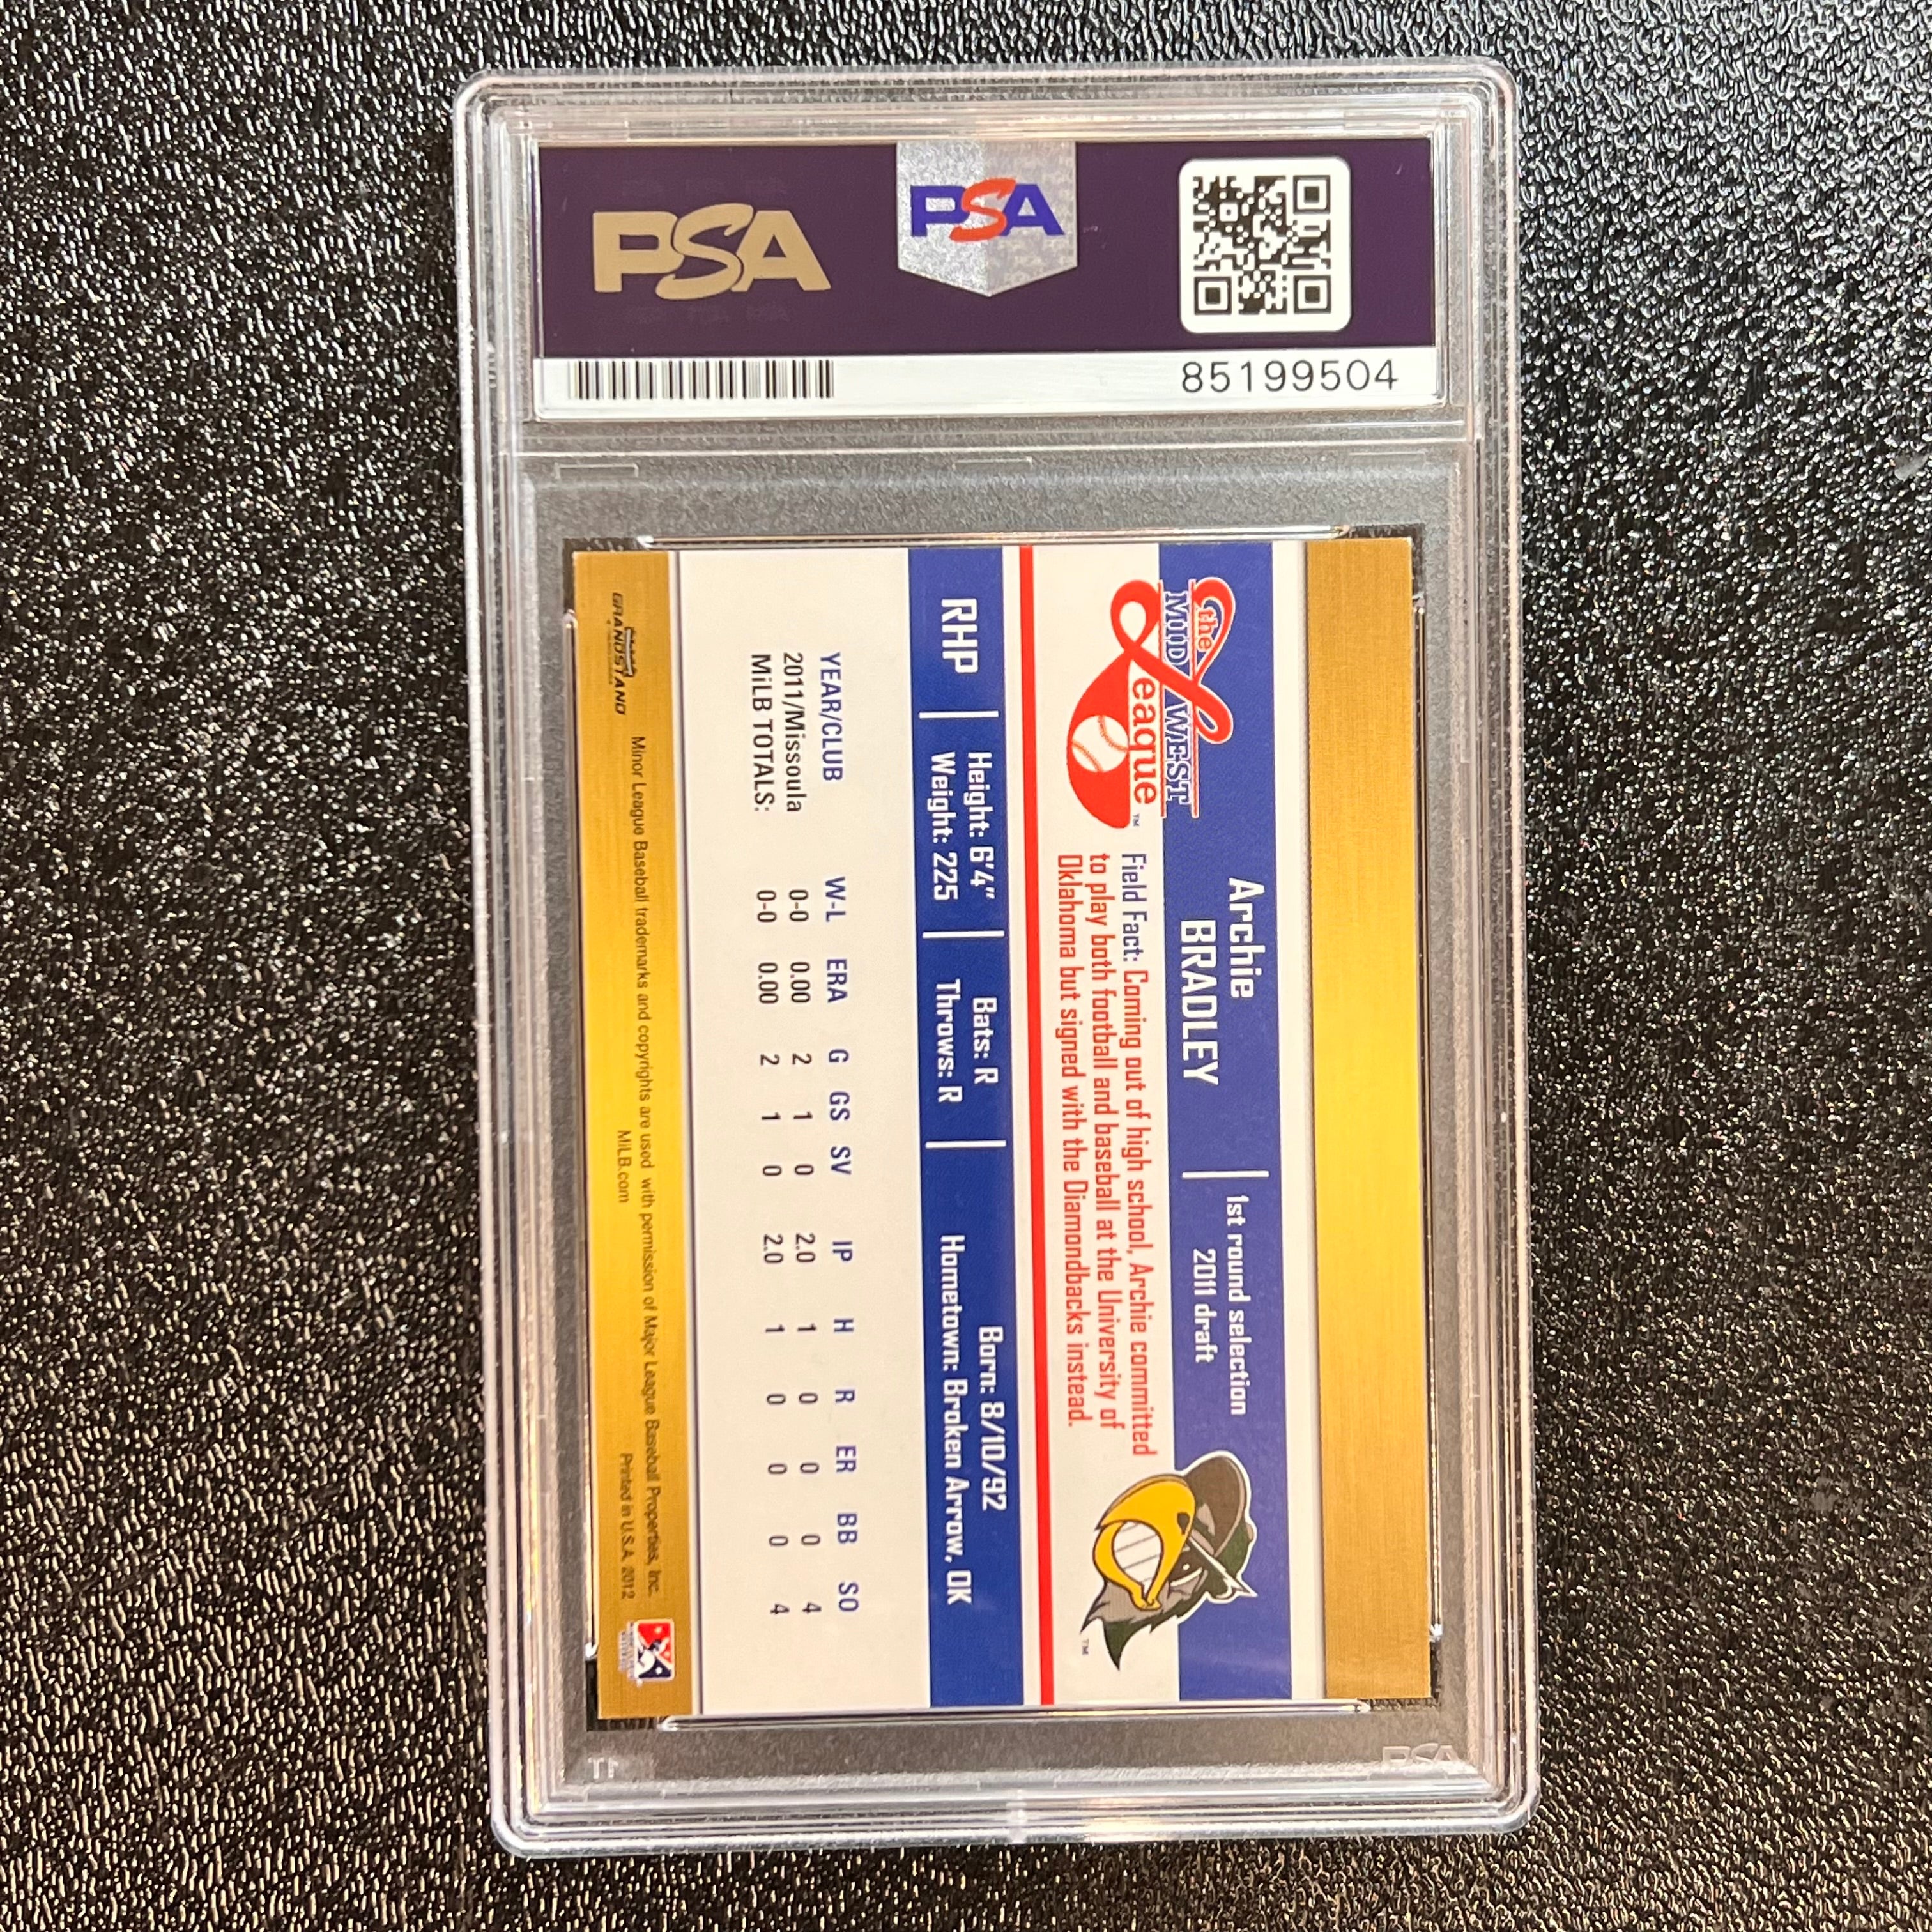 PSA
PSA
85199504
the
MIDWEST
League™
Archie
BRADLEY
1st round selection
2011 draft
Field Fact: Coming out of high school, Archie committed
to play both football and baseball at the University of
Oklahoma but signed with the Diamondbacks instead.
TM
RHP
Height: 6'4"
Weight: 225
Bats: R
Throws: R
Born: 8/10/92
Hometown: Broken Arrow, OK
YEAR/CLUB W-L ERA G GS SV IP H R ER BB SO
2011/Missoula 0-0 0.00 2 1 0 2.0 1 0 0 0 4
MiLB TOTALS: 0-0 0.00 2 1 0 2.0 1 0 0 0 4
GRANDSTAND
Minor League Baseball trademarks and copyrights are used with permission of Major League Baseball Properties, Inc.
MiLB.com
Printed in U.S.A. 2012
PSA